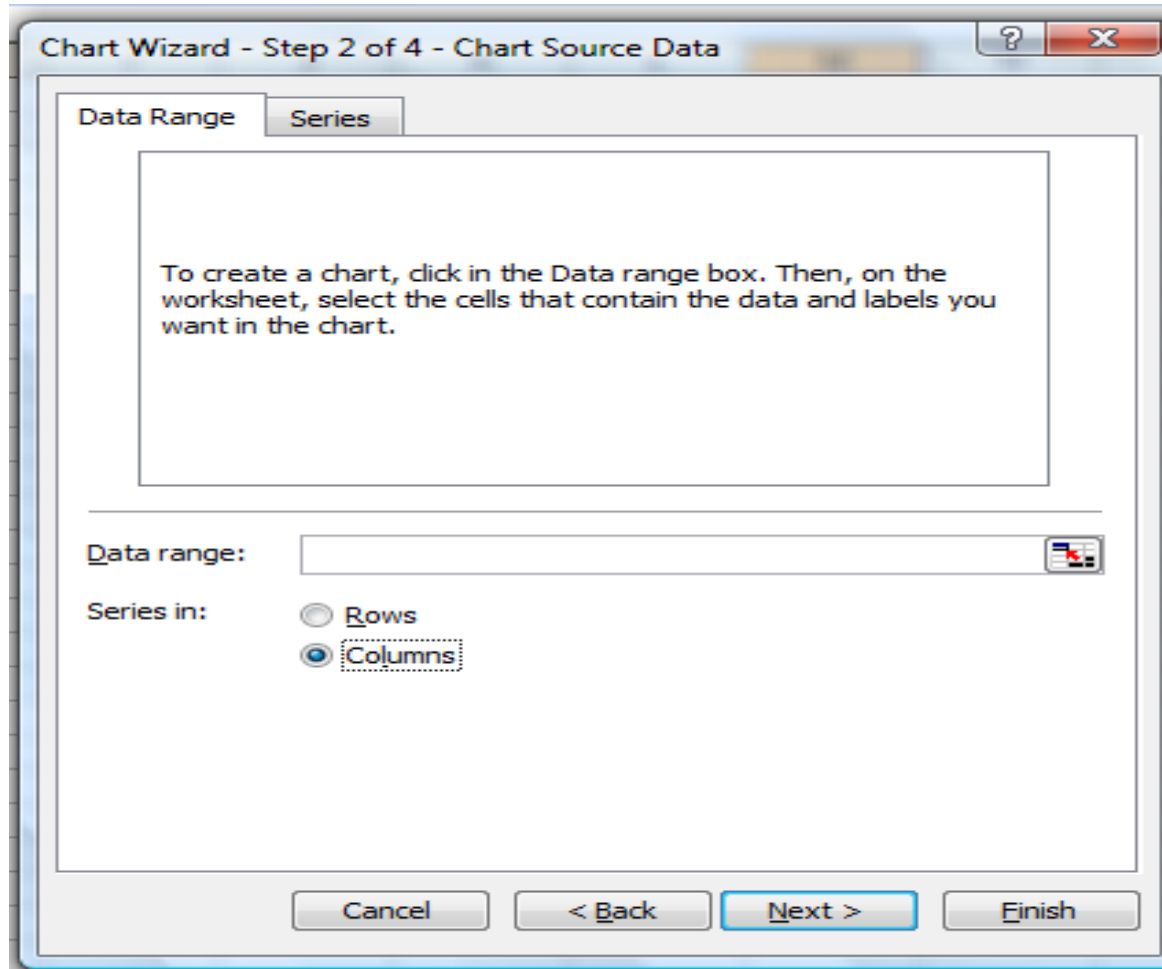 Chart Wizard - Step 2 of 4 - Chart Source Data
?
Data Range
Series
To create a chart, click in the Data range box. Then, on the
worksheet, select the cells that contain the data and labels you
want in the chart.
Data range:
Series in:
Rows
Columns
Cancel
< Back
Next >
Finish